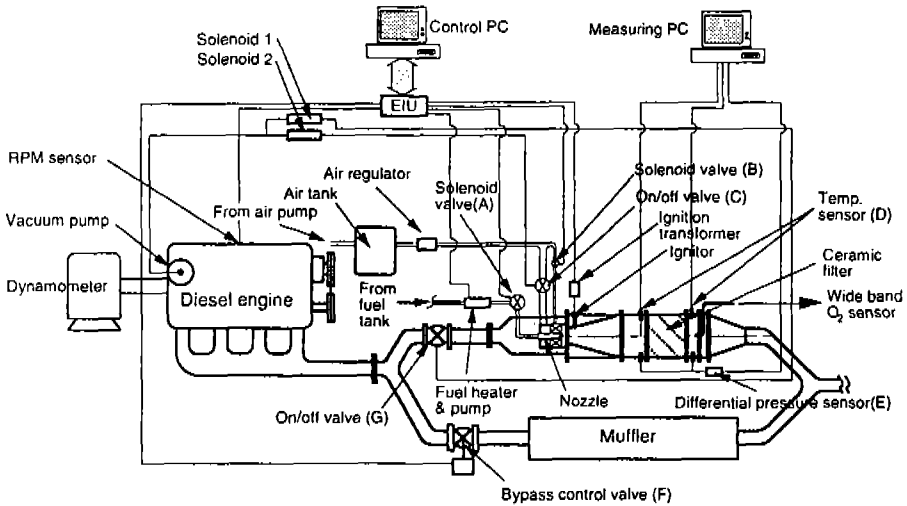 Control PC
Measuring PC
Solenoid 1
Solenoid 2
EIU
RPM sensor
Air regulator
Solenoid
valve(A)
Solenoid valve (B)
Air tank
On/off valve (C)
Temp.
sensor (D)
From air pump
Ignition
transformer
Vacuum pump
Ignitor
Ceramic
filter
Dynamometer
Diesel engine
From
fuel
tank
Wide band
O2 sensor
On/off valve (G)
Fuel heater
& pump
Nozzle
Differential pressure sensor(E)
Muffler
Bypass control valve (F)